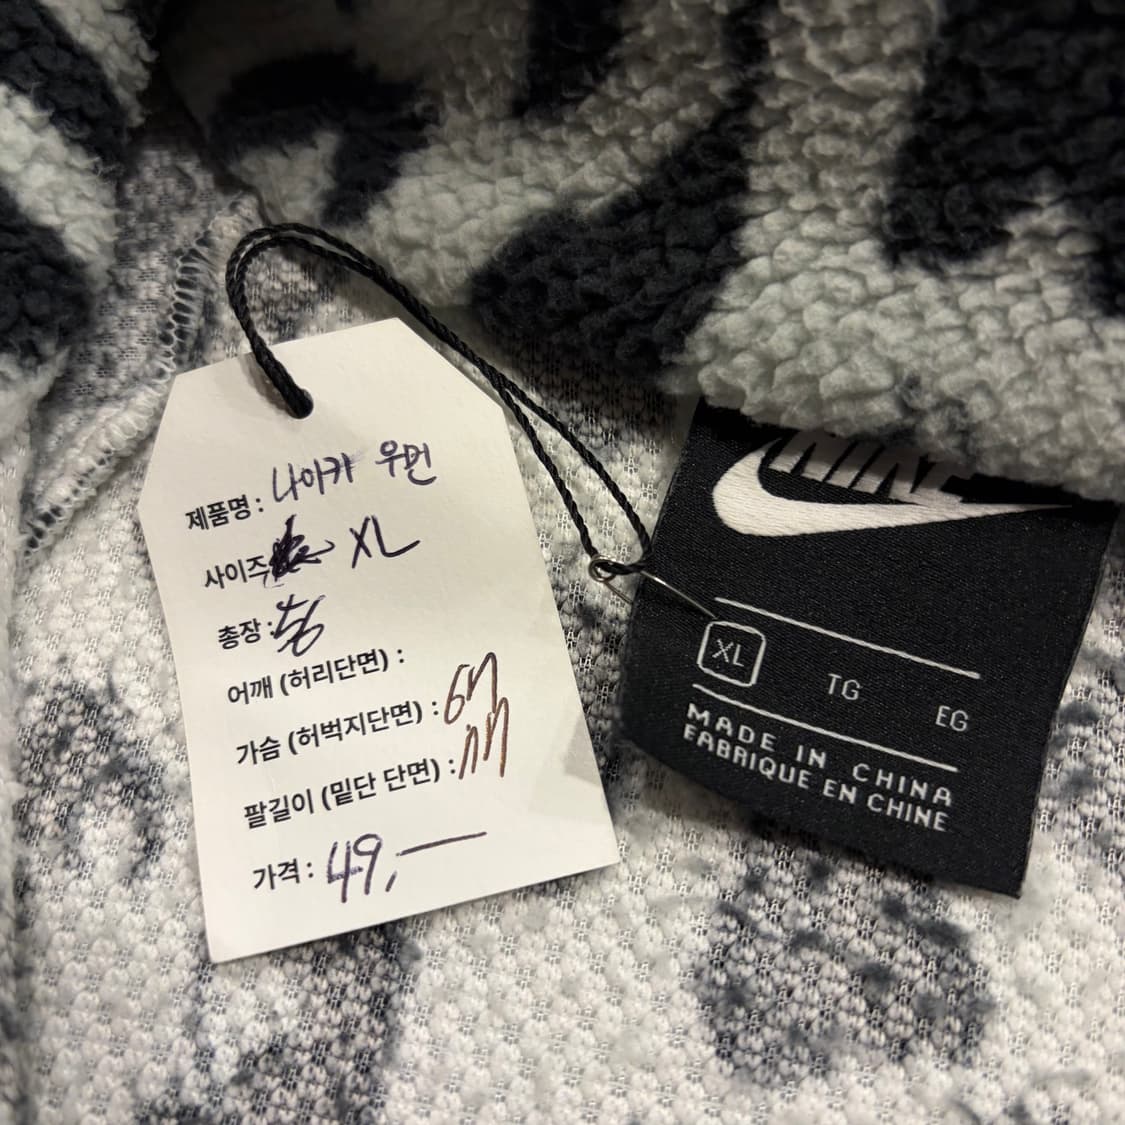 제품명 : 나이키 우먼
사이즈 XL
총장 : 56
어깨 (허리단면) :
가슴 (허벅지단면) :
팔길이 (밑단 단면) :
가격 : 49,—
NIKE
XL TG EG
MADE IN CHINA
FABRIQUE EN CHINE